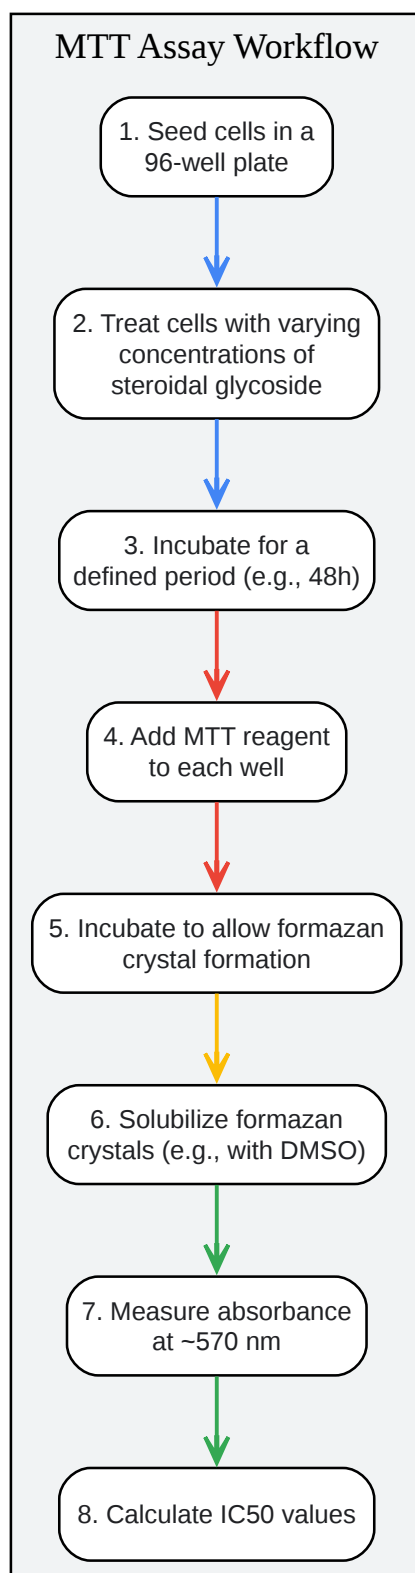 MTT Assay Workflow
1. Seed cells in a
96-well plate
2. Treat cells with varying
concentrations of
steroidal glycoside
3. Incubate for a
defined period (e.g., 48h)
4. Add MTT reagent
to each well
5. Incubate to allow formazan
crystal formation
6. Solubilize formazan
crystals (e.g., with DMSO)
7. Measure absorbance
at ~570 nm
8. Calculate IC50 values